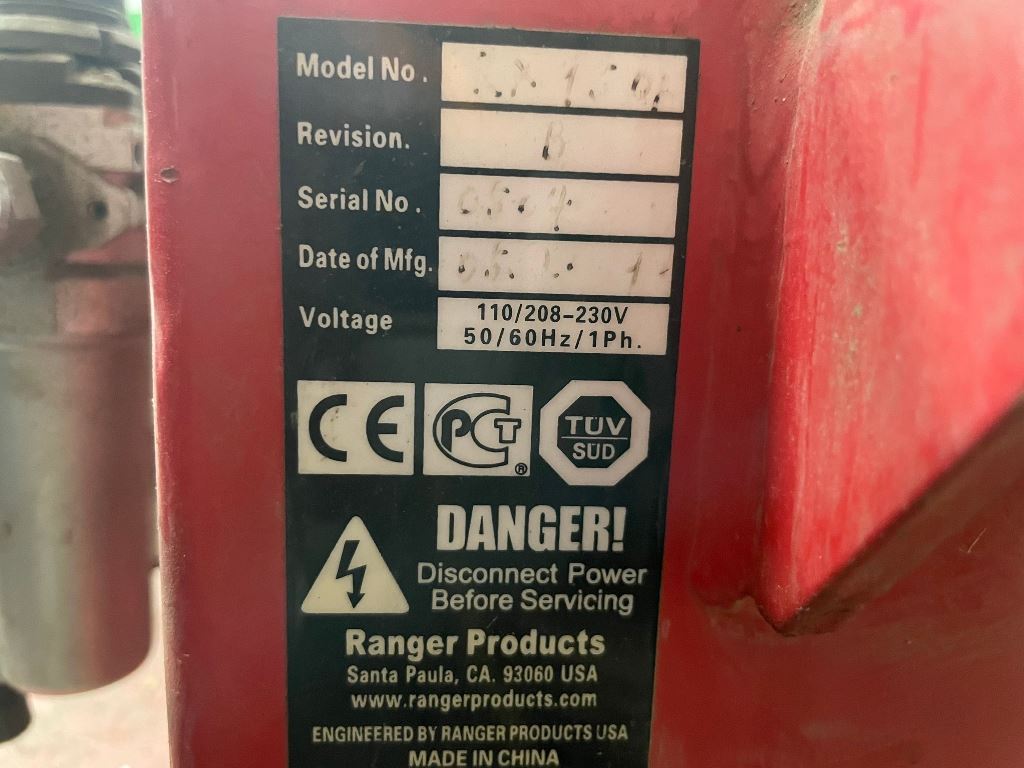 Model No.
Revision. B
Serial No.
Date of Mfg.
Voltage 110/208-230V
50/60Hz/1Ph.
CE PCT ® TÜV
SÜD
DANGER!
Disconnect Power
Before Servicing
Ranger Products
Santa Paula, CA. 93060 USA
www.rangerproducts.com
ENGINEERED BY RANGER PRODUCTS USA
MADE IN CHINA